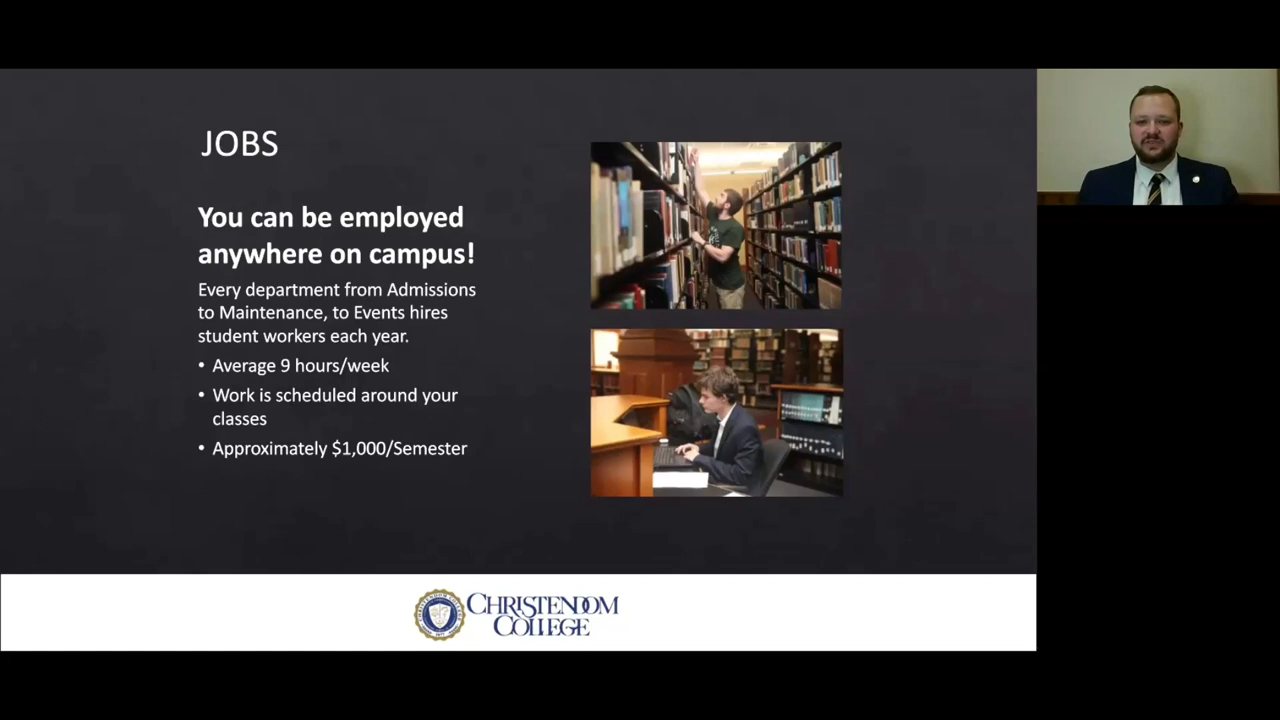 JOBS
You can be employed
anywhere on campus!
Every department from Admissions
to Maintenance, to Events hires
student workers each year.
• Average 9 hours/week
• Work is scheduled around your
classes
• Approximately $1,000/Semester
CHRISTENDOM
COLLEGE